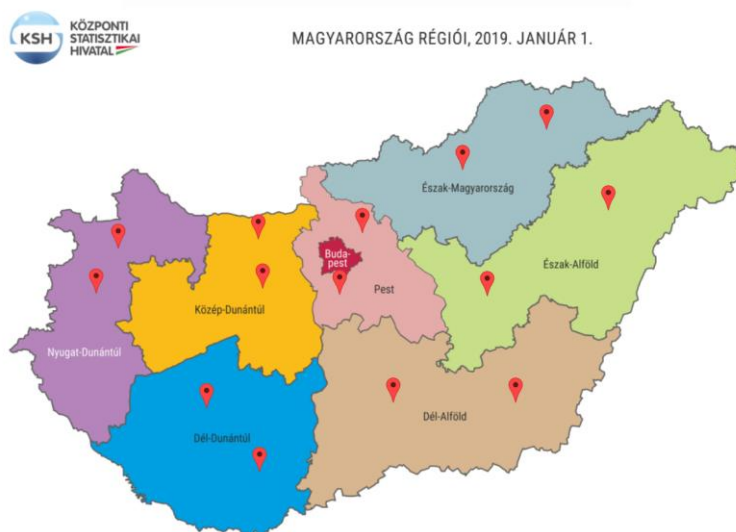 KSH
KÖZPONTI
STATISZTIKAI
HIVATAL
MAGYARORSZÁG RÉGIÓI, 2019. JANUÁR 1.
Észak-Magyarország
Buda-
pest
Észak-Alföld
Pest
Közép-Dunántúl
Nyugat-Dunántúl
Dél-Alföld
Dél-Dunántúl